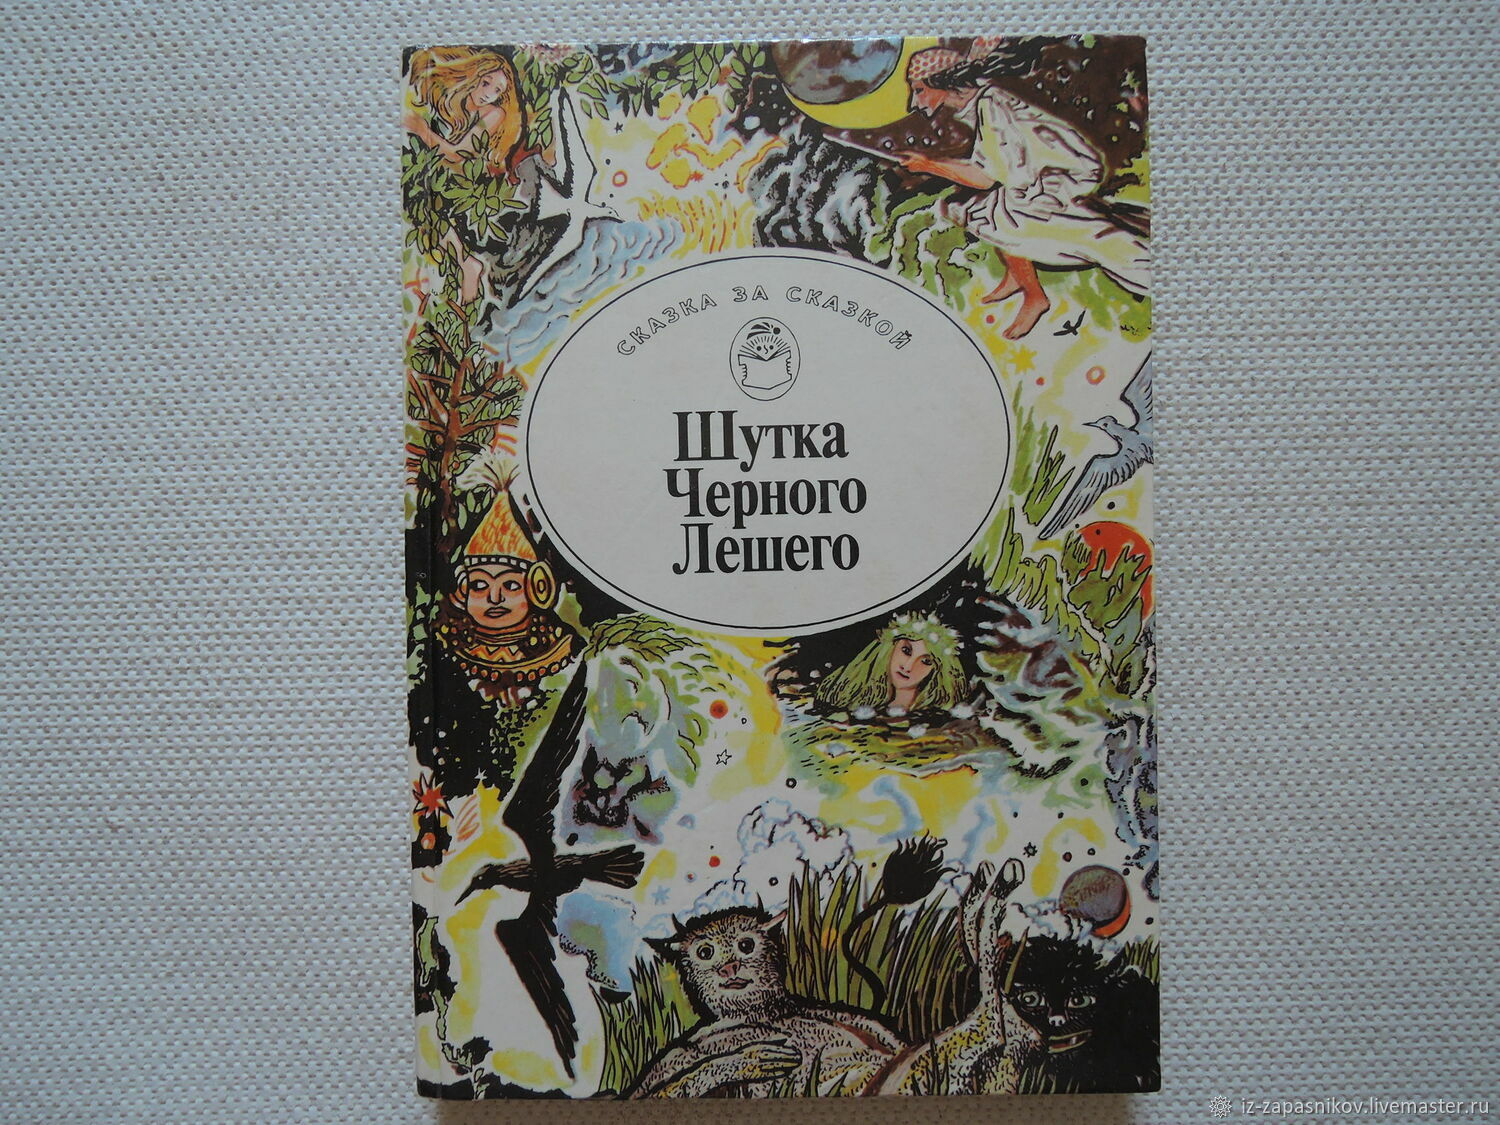 СКАЗКА ЗА СКАЗКОЙ
Шутка
Черного
Лешего
iz-zapasnikov.livemaster.ru